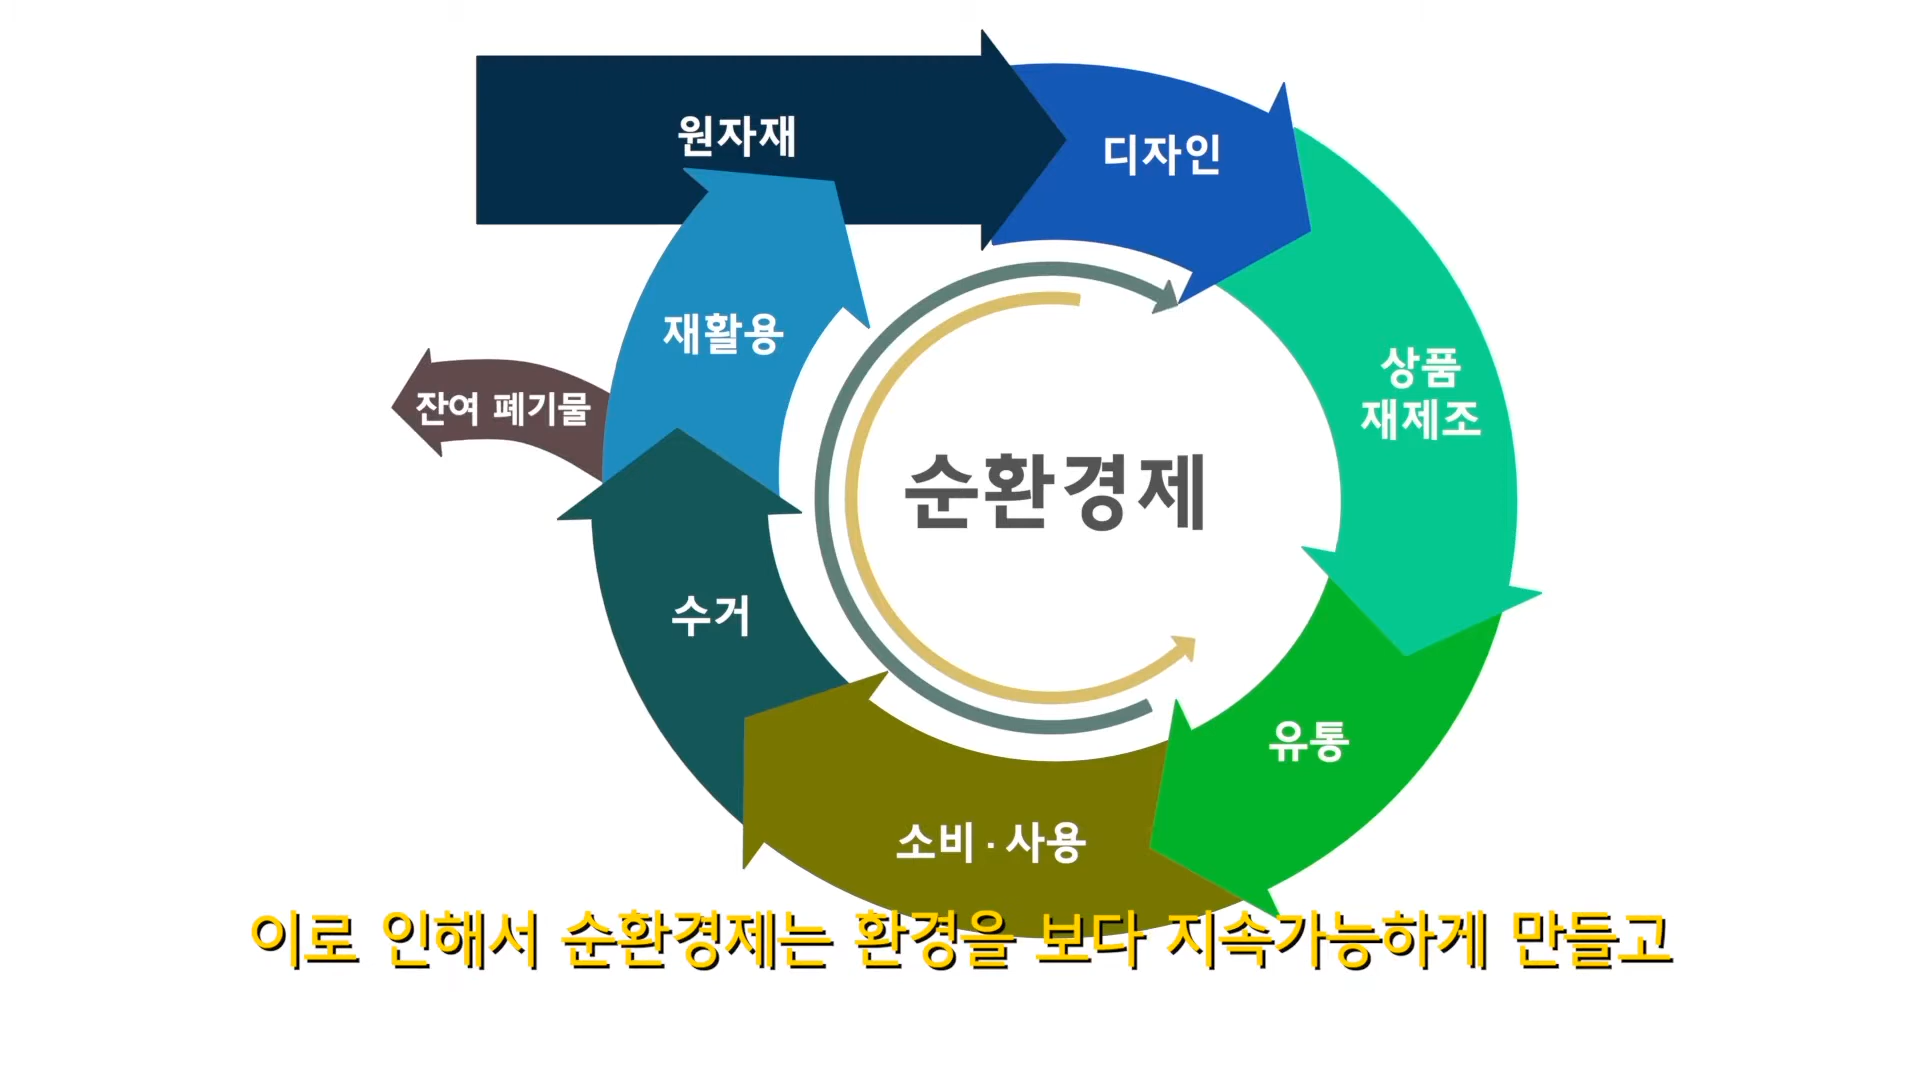 원자재
디자인
상품
재제조
유통
소비·사용
수거
재활용
잔여 폐기물
순환경제
이로 인해서 순환경제는 환경을 보다 지속가능하게 만들고